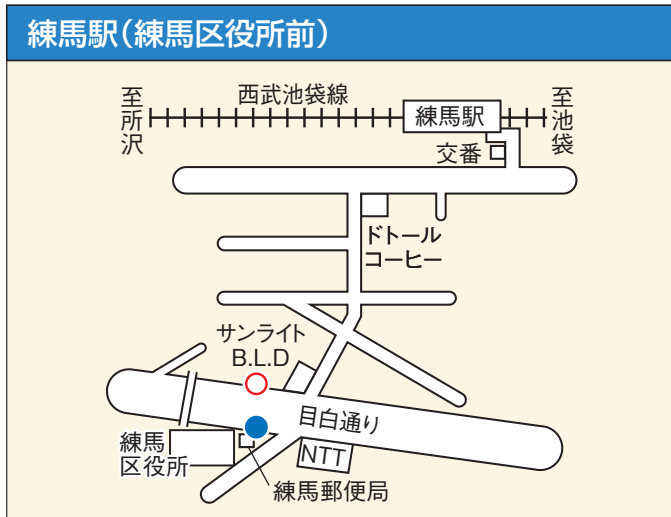 練馬駅(練馬区役所前)
西武池袋線
至所沢
練馬駅
至池袋
交番
ドトール
コーヒー
サンライト
B.L.D
目白通り
練馬
区役所
NTT
練馬郵便局